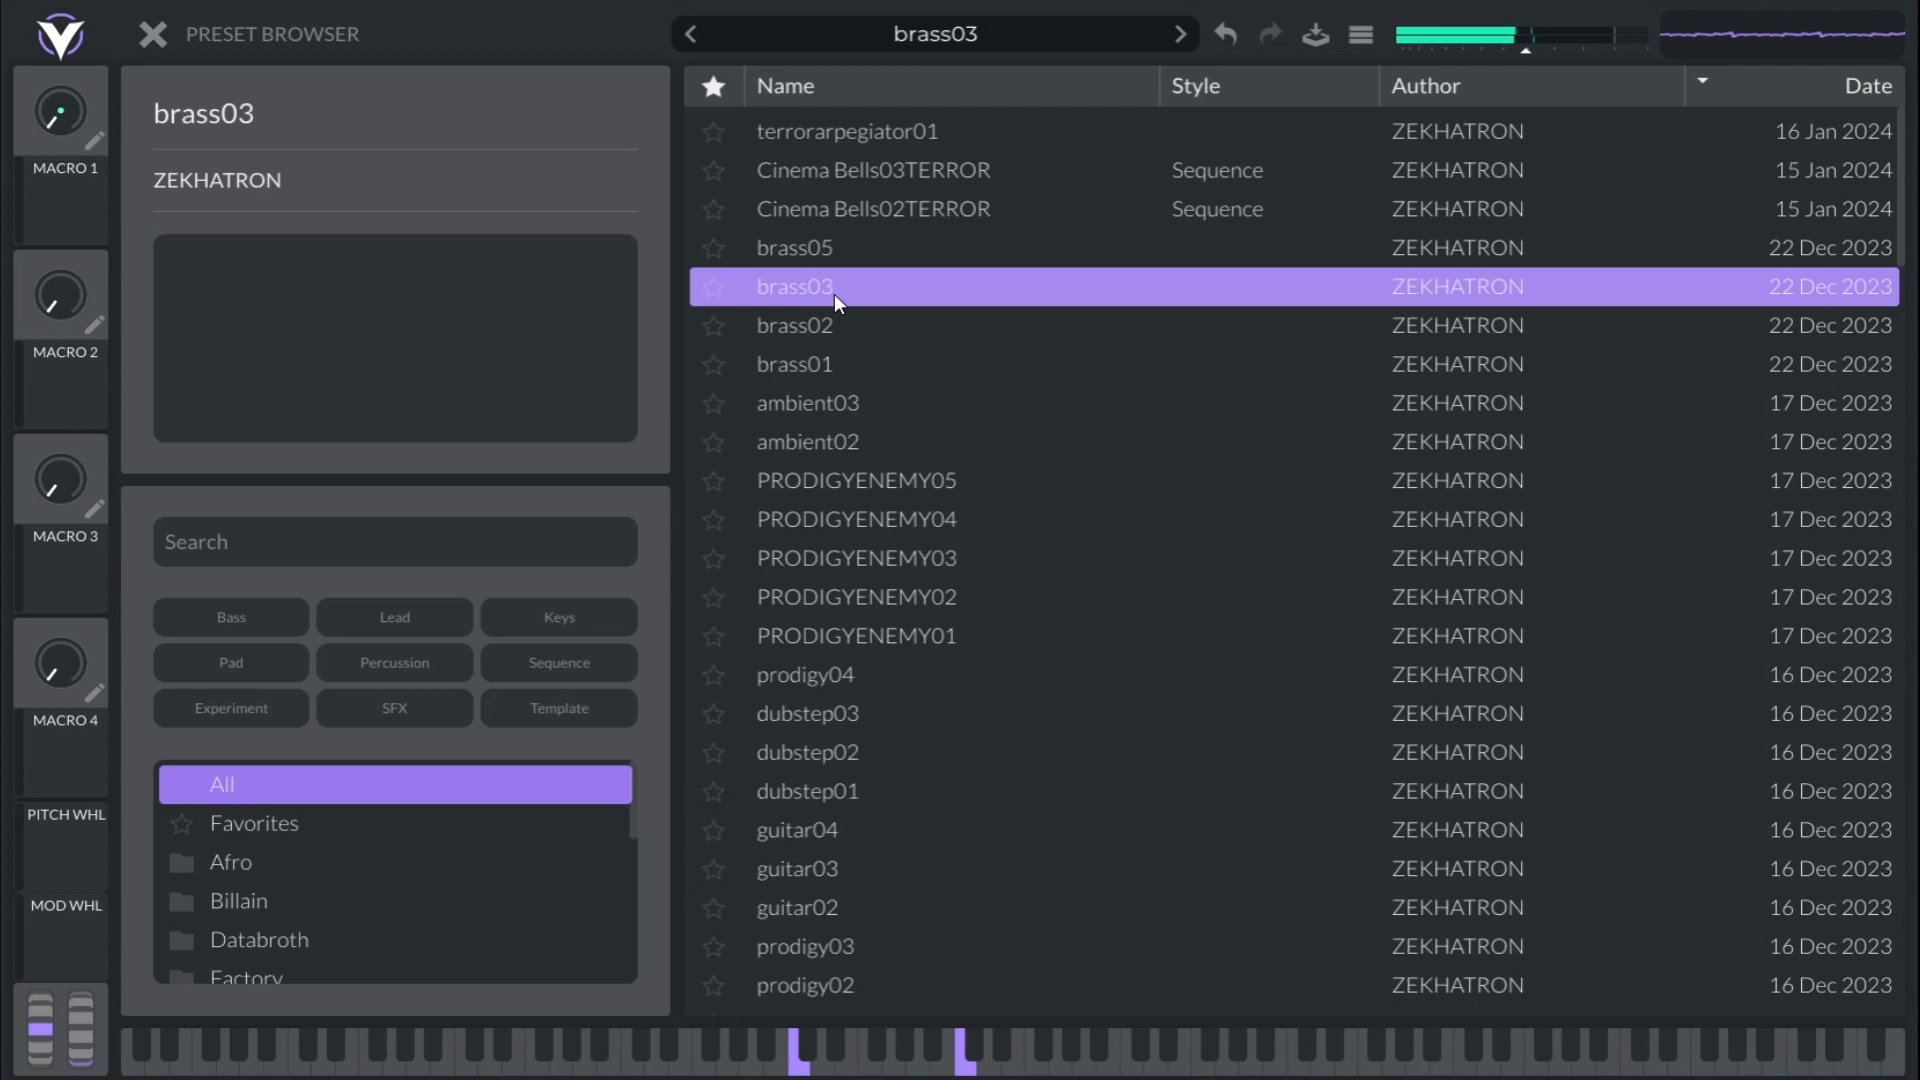 PRESET BROWSER
brass03
MACRO 1
MACRO 2
MACRO 3
MACRO 4
PITCH WHL
MOD WHL
brass03
ZEKHATRON
Search
Bass Lead Keys
Pad Percussion Sequence
Experiment SFX Template
All
Favorites
Afro
Billain
Databroth
Factory
Name Style Author Date
terrorarpegiator01 ZEKHATRON 16 Jan 2024
Cinema Bells03TERROR Sequence ZEKHATRON 15 Jan 2024
Cinema Bells02TERROR Sequence ZEKHATRON 15 Jan 2024
brass05 ZEKHATRON 22 Dec 2023
brass03 ZEKHATRON 22 Dec 2023
brass02 ZEKHATRON 22 Dec 2023
brass01 ZEKHATRON 22 Dec 2023
ambient03 ZEKHATRON 17 Dec 2023
ambient02 ZEKHATRON 17 Dec 2023
PRODIGYENEMY05 ZEKHATRON 17 Dec 2023
PRODIGYENEMY04 ZEKHATRON 17 Dec 2023
PRODIGYENEMY03 ZEKHATRON 17 Dec 2023
PRODIGYENEMY02 ZEKHATRON 17 Dec 2023
PRODIGYENEMY01 ZEKHATRON 17 Dec 2023
prodigy04 ZEKHATRON 16 Dec 2023
dubstep03 ZEKHATRON 16 Dec 2023
dubstep02 ZEKHATRON 16 Dec 2023
dubstep01 ZEKHATRON 16 Dec 2023
guitar04 ZEKHATRON 16 Dec 2023
guitar03 ZEKHATRON 16 Dec 2023
guitar02 ZEKHATRON 16 Dec 2023
prodigy03 ZEKHATRON 16 Dec 2023
prodigy02 ZEKHATRON 16 Dec 2023